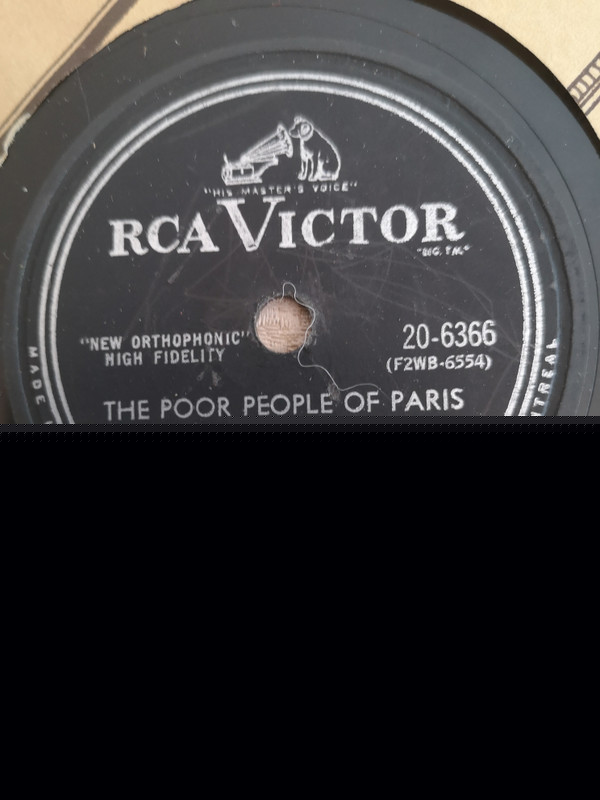 "HIS MASTER'S VOICE"
RCA VICTOR
"REG. T.M."
"NEW ORTHOPHONIC"
HIGH FIDELITY
20-6366
(F2WB-6554)
MADE
THE POOR PEOPLE OF PARIS